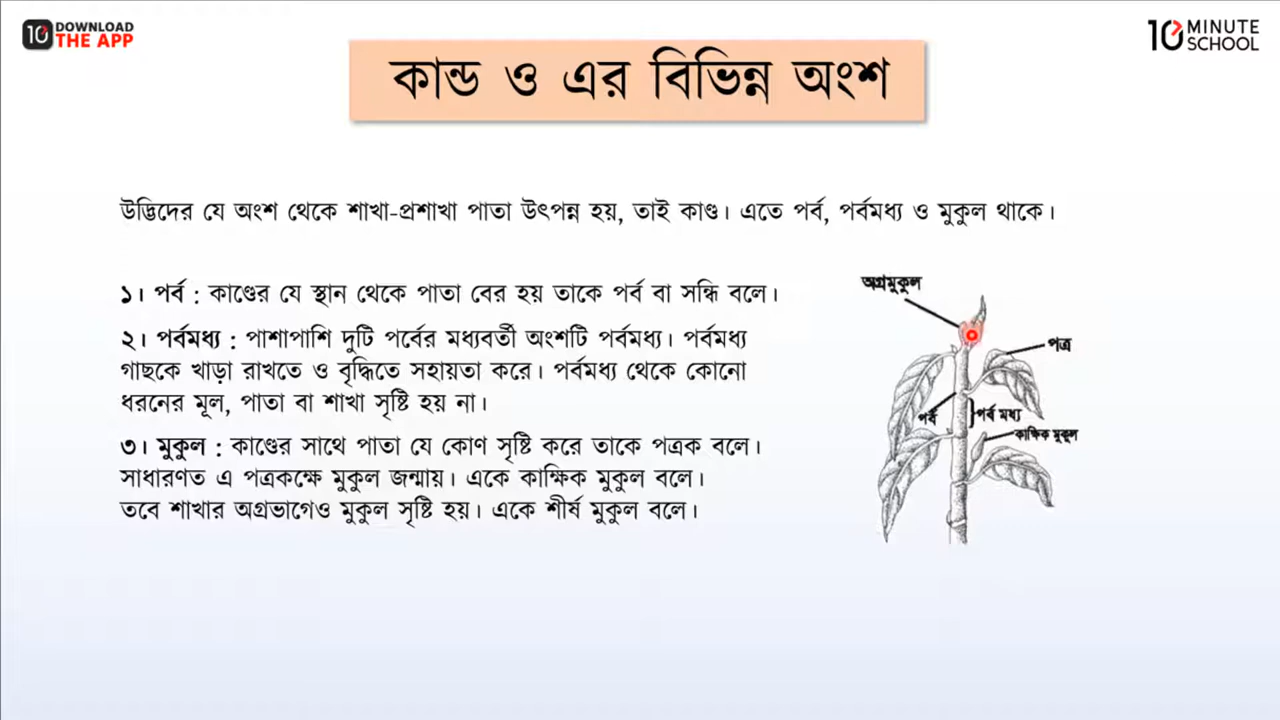 10 DOWNLOAD
THE APP
10 MINUTE
SCHOOL
কান্ড ও এর বিভিন্ন অংশ
উদ্ভিদের যে অংশ থেকে শাখা-প্রশাখা পাতা উৎপন্ন হয়, তাই কাণ্ড। এতে পর্ব, পর্বমধ্য ও মুকুল থাকে।
১। পর্ব : কাণ্ডের যে স্থান থেকে পাতা বের হয় তাকে পর্ব বা সন্ধি বলে।
২। পর্বমধ্য : পাশাপাশি দুটি পর্বের মধ্যবর্তী অংশটি পর্বমধ্য। পর্বমধ্য
গাছকে খাড়া রাখতে ও বৃদ্ধিতে সহায়তা করে। পর্বমধ্য থেকে কোনো
ধরনের মূল, পাতা বা শাখা সৃষ্টি হয় না।
৩। মুকুল : কাণ্ডের সাথে পাতা যে কোণ সৃষ্টি করে তাকে পত্রক বলে।
সাধারণত এ পত্রকক্ষে মুকুল জন্মায়। একে কাক্ষিক মুকুল বলে।
তবে শাখার অগ্রভাগেও মুকুল সৃষ্টি হয়। একে শীর্ষ মুকুল বলে।
অগ্রমুকুল
পত্র
পর্ব
পর্ব মধ্য
কাক্ষিক মুকুল